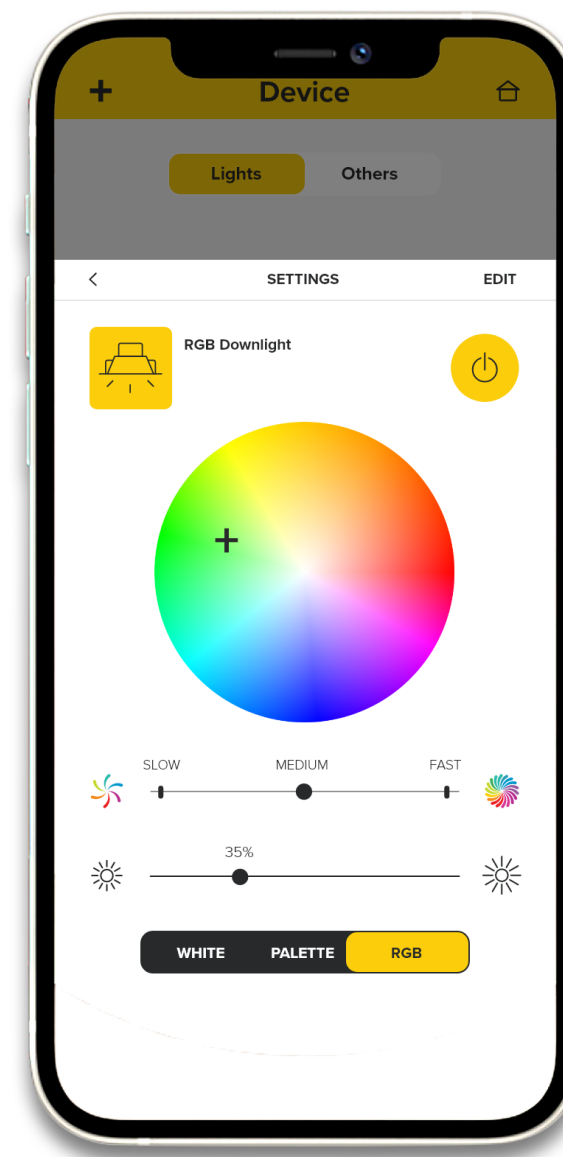 Device
Lights Others
SETTINGS EDIT
RGB Downlight
SLOW MEDIUM FAST
35%
WHITE PALETTE RGB